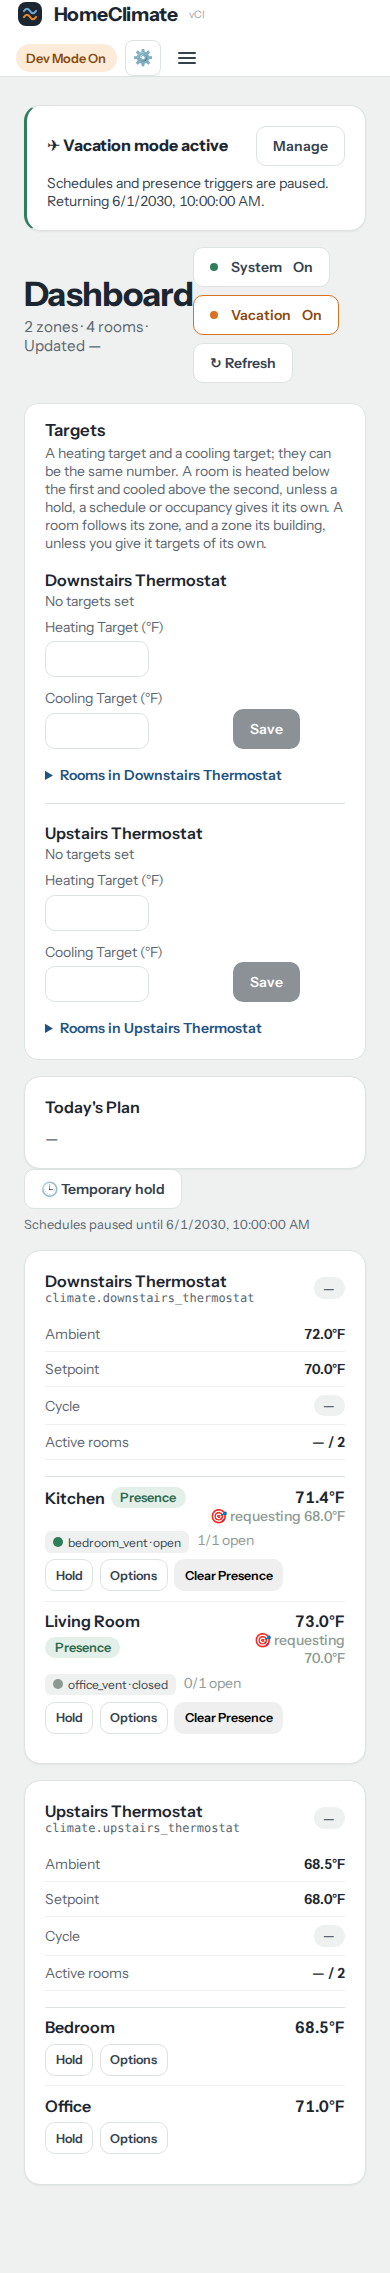 HomeClimate vCI
Dev Mode On
✈ Vacation mode active
Manage
Schedules and presence triggers are paused.
Returning 6/1/2030, 10:00:00 AM.
Dashboard
2 zones · 4 rooms ·
Updated —
System On
Vacation On
↻ Refresh
Targets
A heating target and a cooling target; they can
be the same number. A room is heated below
the first and cooled above the second, unless a
hold, a schedule or occupancy gives it its own. A
room follows its zone, and a zone its building,
unless you give it targets of its own.
Downstairs Thermostat
No targets set
Heating Target (°F)
Cooling Target (°F)
Save
Rooms in Downstairs Thermostat
Upstairs Thermostat
No targets set
Heating Target (°F)
Cooling Target (°F)
Save
Rooms in Upstairs Thermostat
Today's Plan
—
Temporary hold
Schedules paused until 6/1/2030, 10:00:00 AM
Downstairs Thermostat
climate.downstairs_thermostat
—
Ambient 72.0°F
Setpoint 70.0°F
Cycle —
Active rooms — / 2
Kitchen Presence 71.4°F
requesting 68.0°F
bedroom_vent · open 1/1 open
Hold Options Clear Presence
Living Room 73.0°F
Presence
requesting
70.0°F
office_vent · closed 0/1 open
Hold Options Clear Presence
Upstairs Thermostat
climate.upstairs_thermostat
—
Ambient 68.5°F
Setpoint 68.0°F
Cycle —
Active rooms — / 2
Bedroom 68.5°F
Hold Options
Office 71.0°F
Hold Options